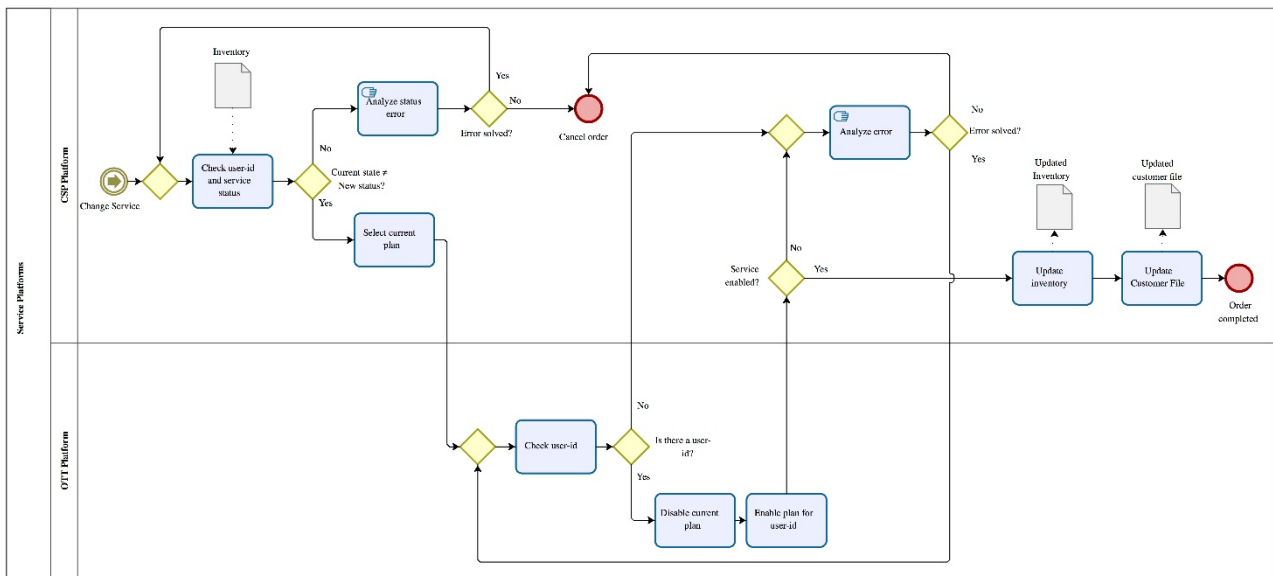 Service Platforms
CSP Platform
Change Service
Inventory
Check user-id
and service
status
No
Yes
Current state ≠
New status?
Analyze status
error
Yes
No
Error solved?
Cancel order
Select current
plan
Analyze error
No
Error solved?
Yes
Service
enabled?
No
Yes
Updated
Inventory
Updated
customer file
Update
inventory
Update
Customer File
Order
completed
OTT Platform
Check user-id
No
Is there a user-
id?
Yes
Disable current
plan
Enable plan for
user-id